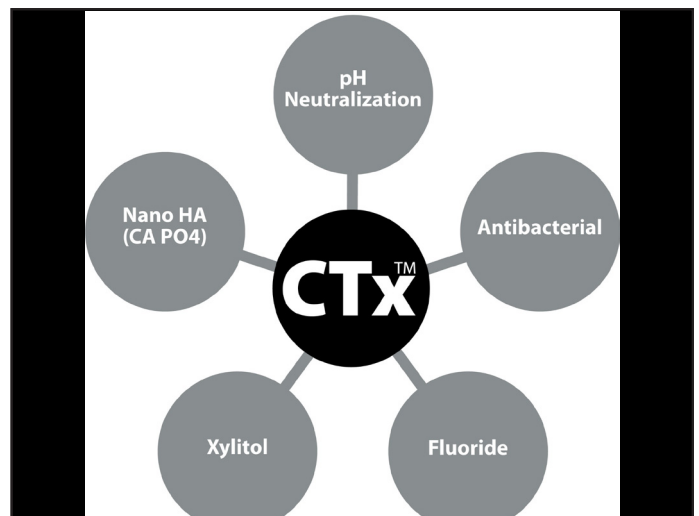 pH
Neutralization
Nano HA
(CA PO4)
Antibacterial
CTx™
Xylitol
Fluoride